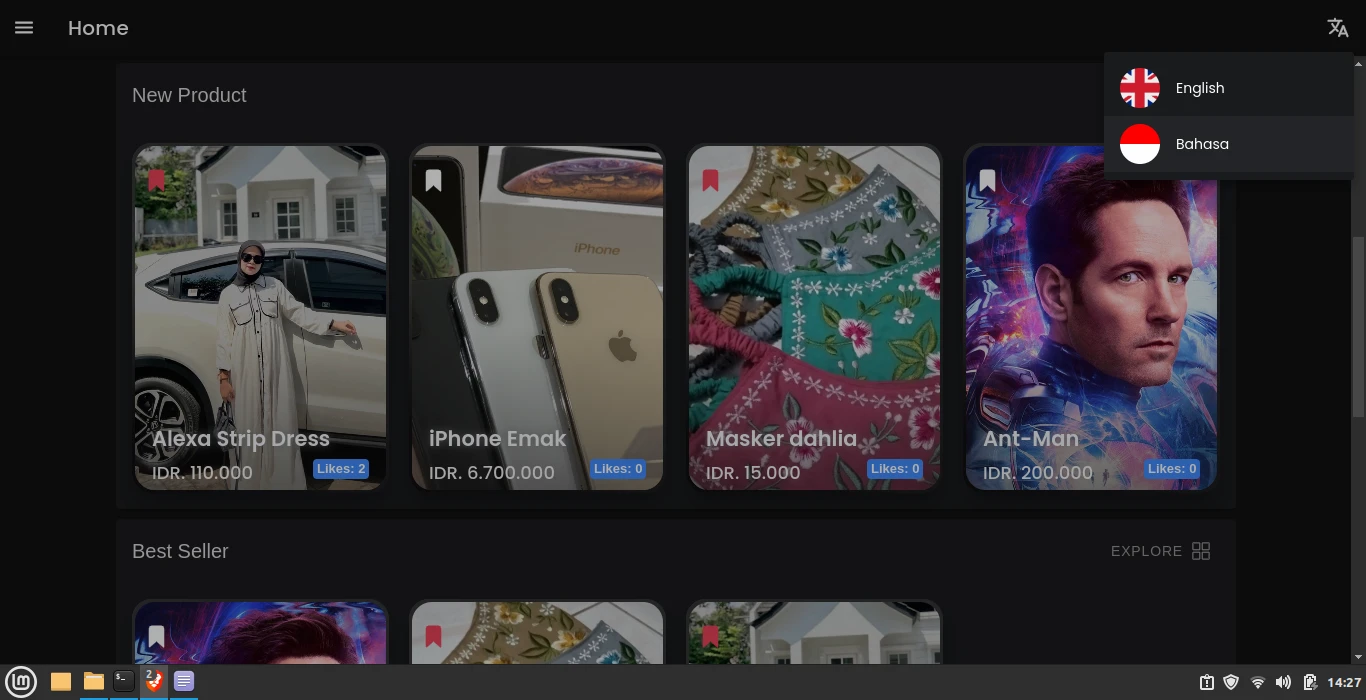 Home
English
Bahasa
New Product
iPhone
Alexa Strip Dress
IDR. 110.000
Likes: 2
iPhone Emak
IDR. 6.700.000
Likes: 0
Masker dahlia
IDR. 15.000
Likes: 0
Ant-Man
IDR. 200.000
Likes: 0
Best Seller
EXPLORE
2
14:27